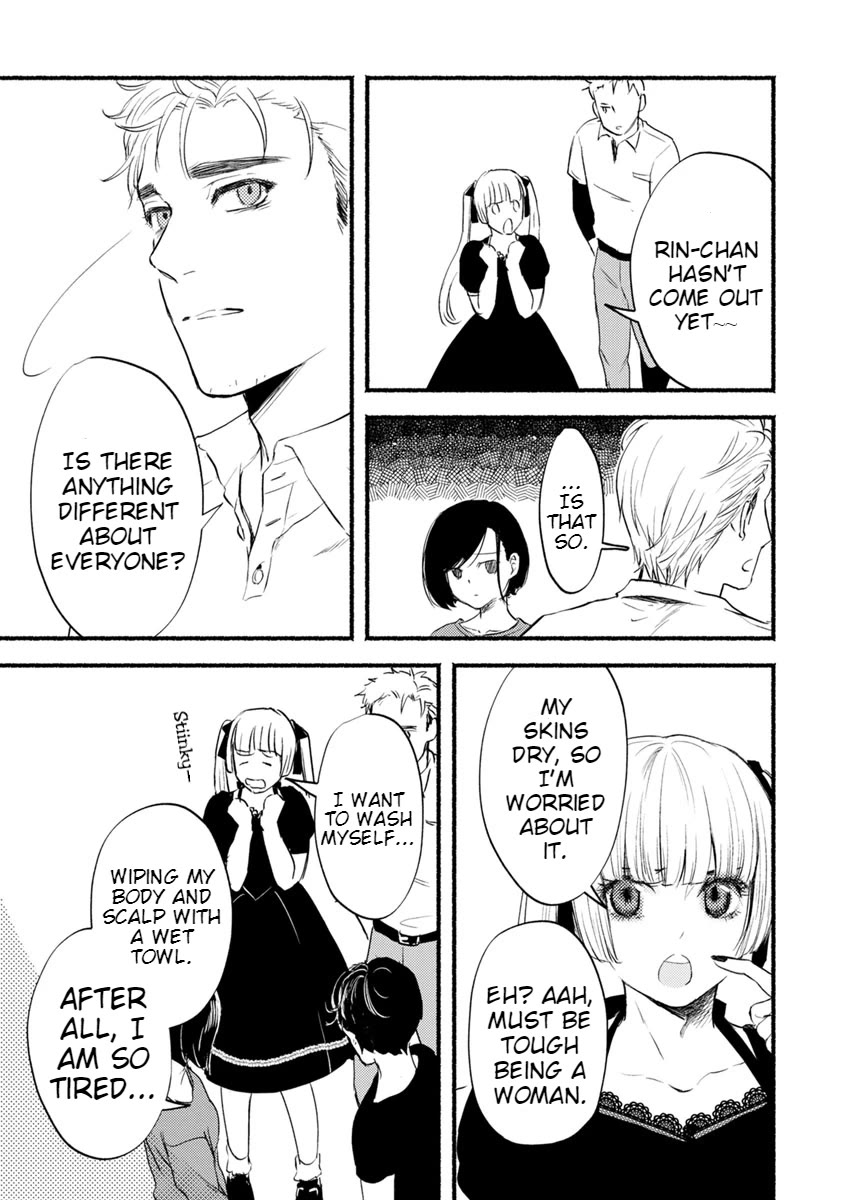 RIN-CHAN
HASN'T
COME OUT
YET~~
...
IS
THAT
SO.
IS THERE
ANYTHING
DIFFERENT
ABOUT
EVERYONE?
MY
SKINS
DRY, SO
I'M
WORRIED
ABOUT
IT.
EH? AAH,
MUST BE
TOUGH
BEING A
WOMAN.
I WANT
TO WASH
MYSELF...
Stiinky~
WIPING MY
BODY AND
SCALP WITH
A WET
TOWL.
AFTER
ALL, I
AM SO
TIRED...